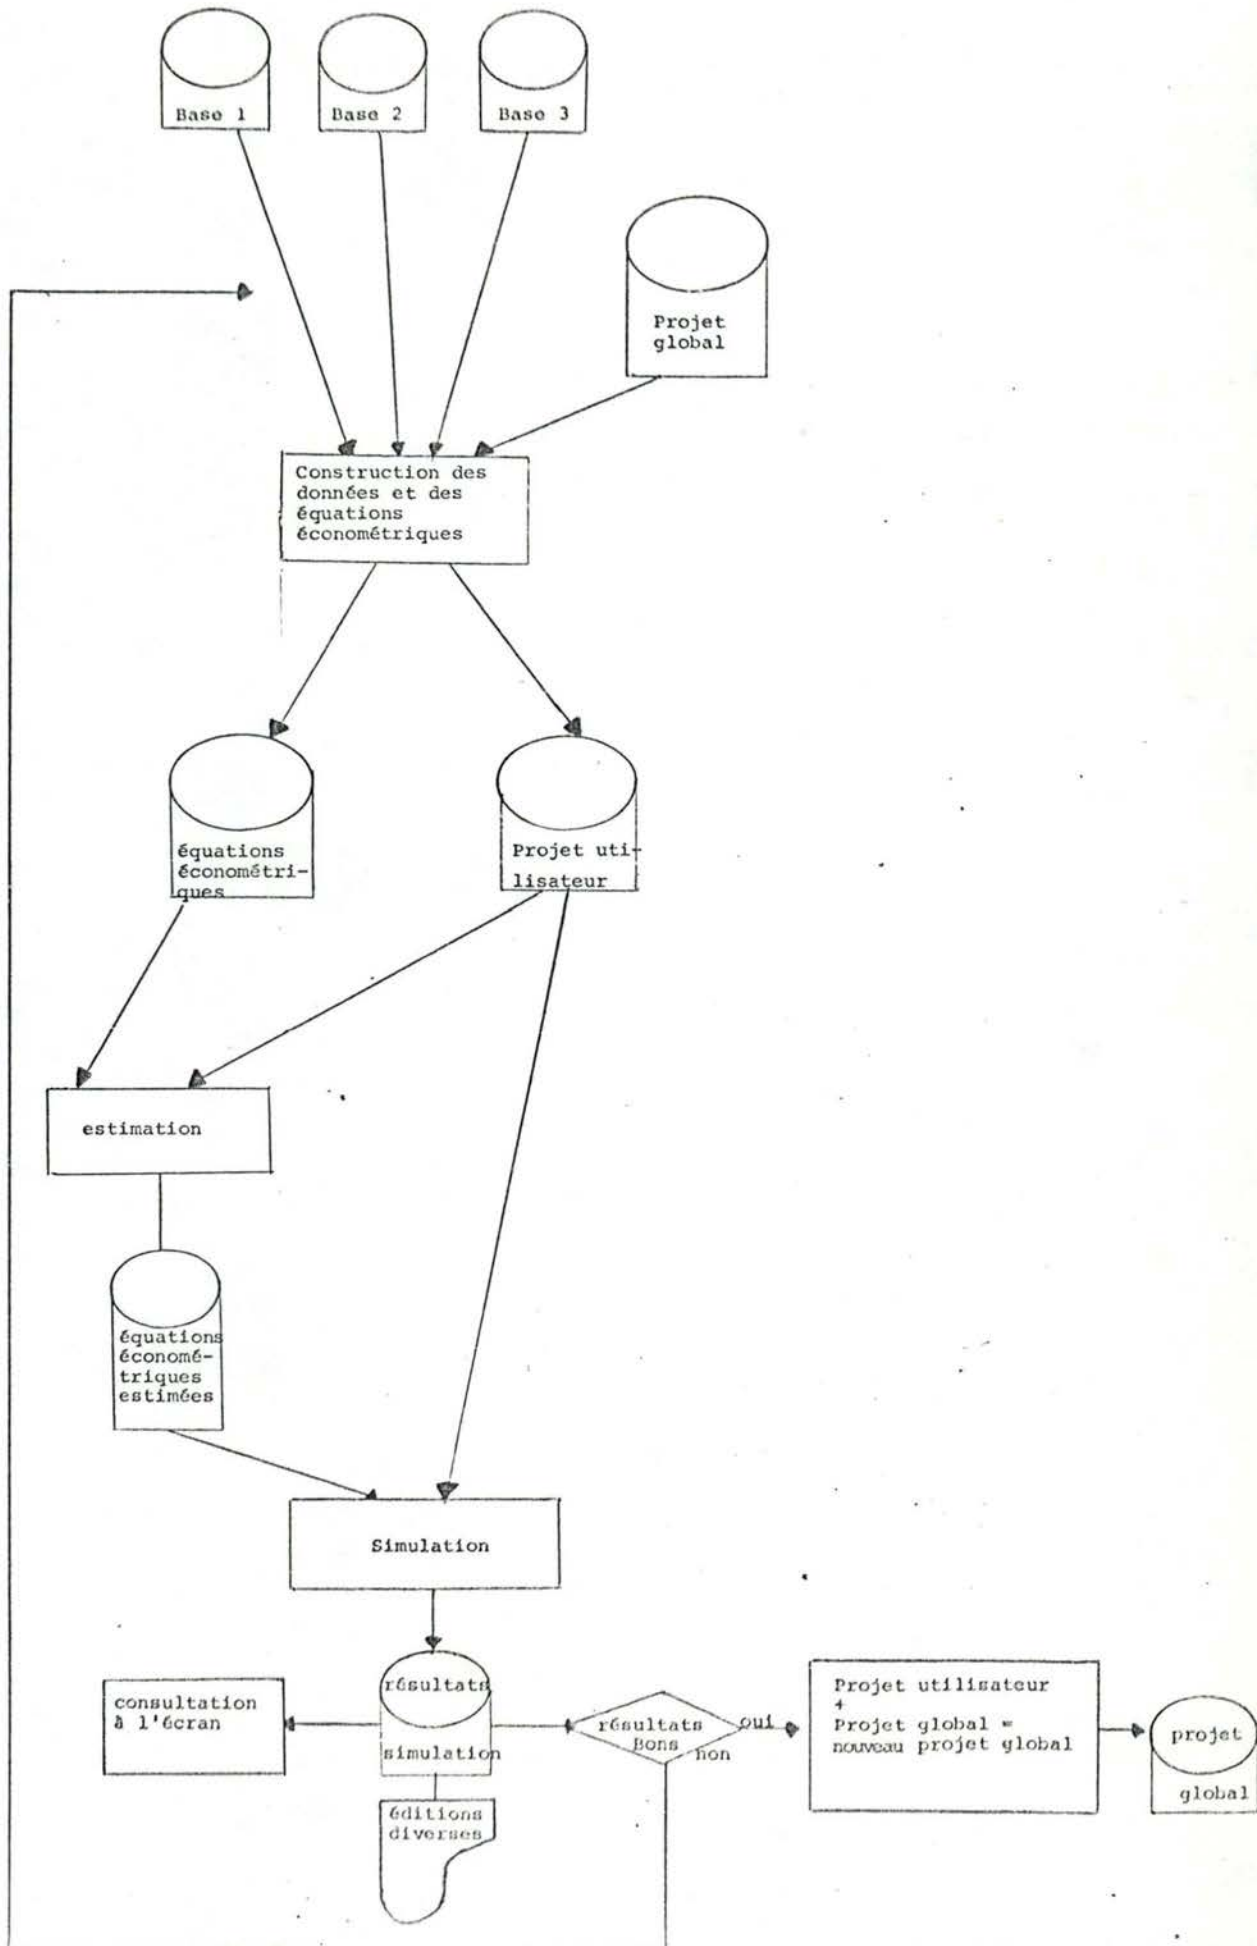 Base 1
Base 2
Base 3
Projet
global
Construction des
données et des
équations
économétriques
équations
économétri-
ques
Projet uti-
lisateur
estimation
équations
économé-
triques
estimées
Simulation
consultation
à l'écran
résultats
simulation
éditions
diverses
résultats
Bons
oui
non
Projet utilisateur
+
Projet global =
nouveau projet global
projet
global